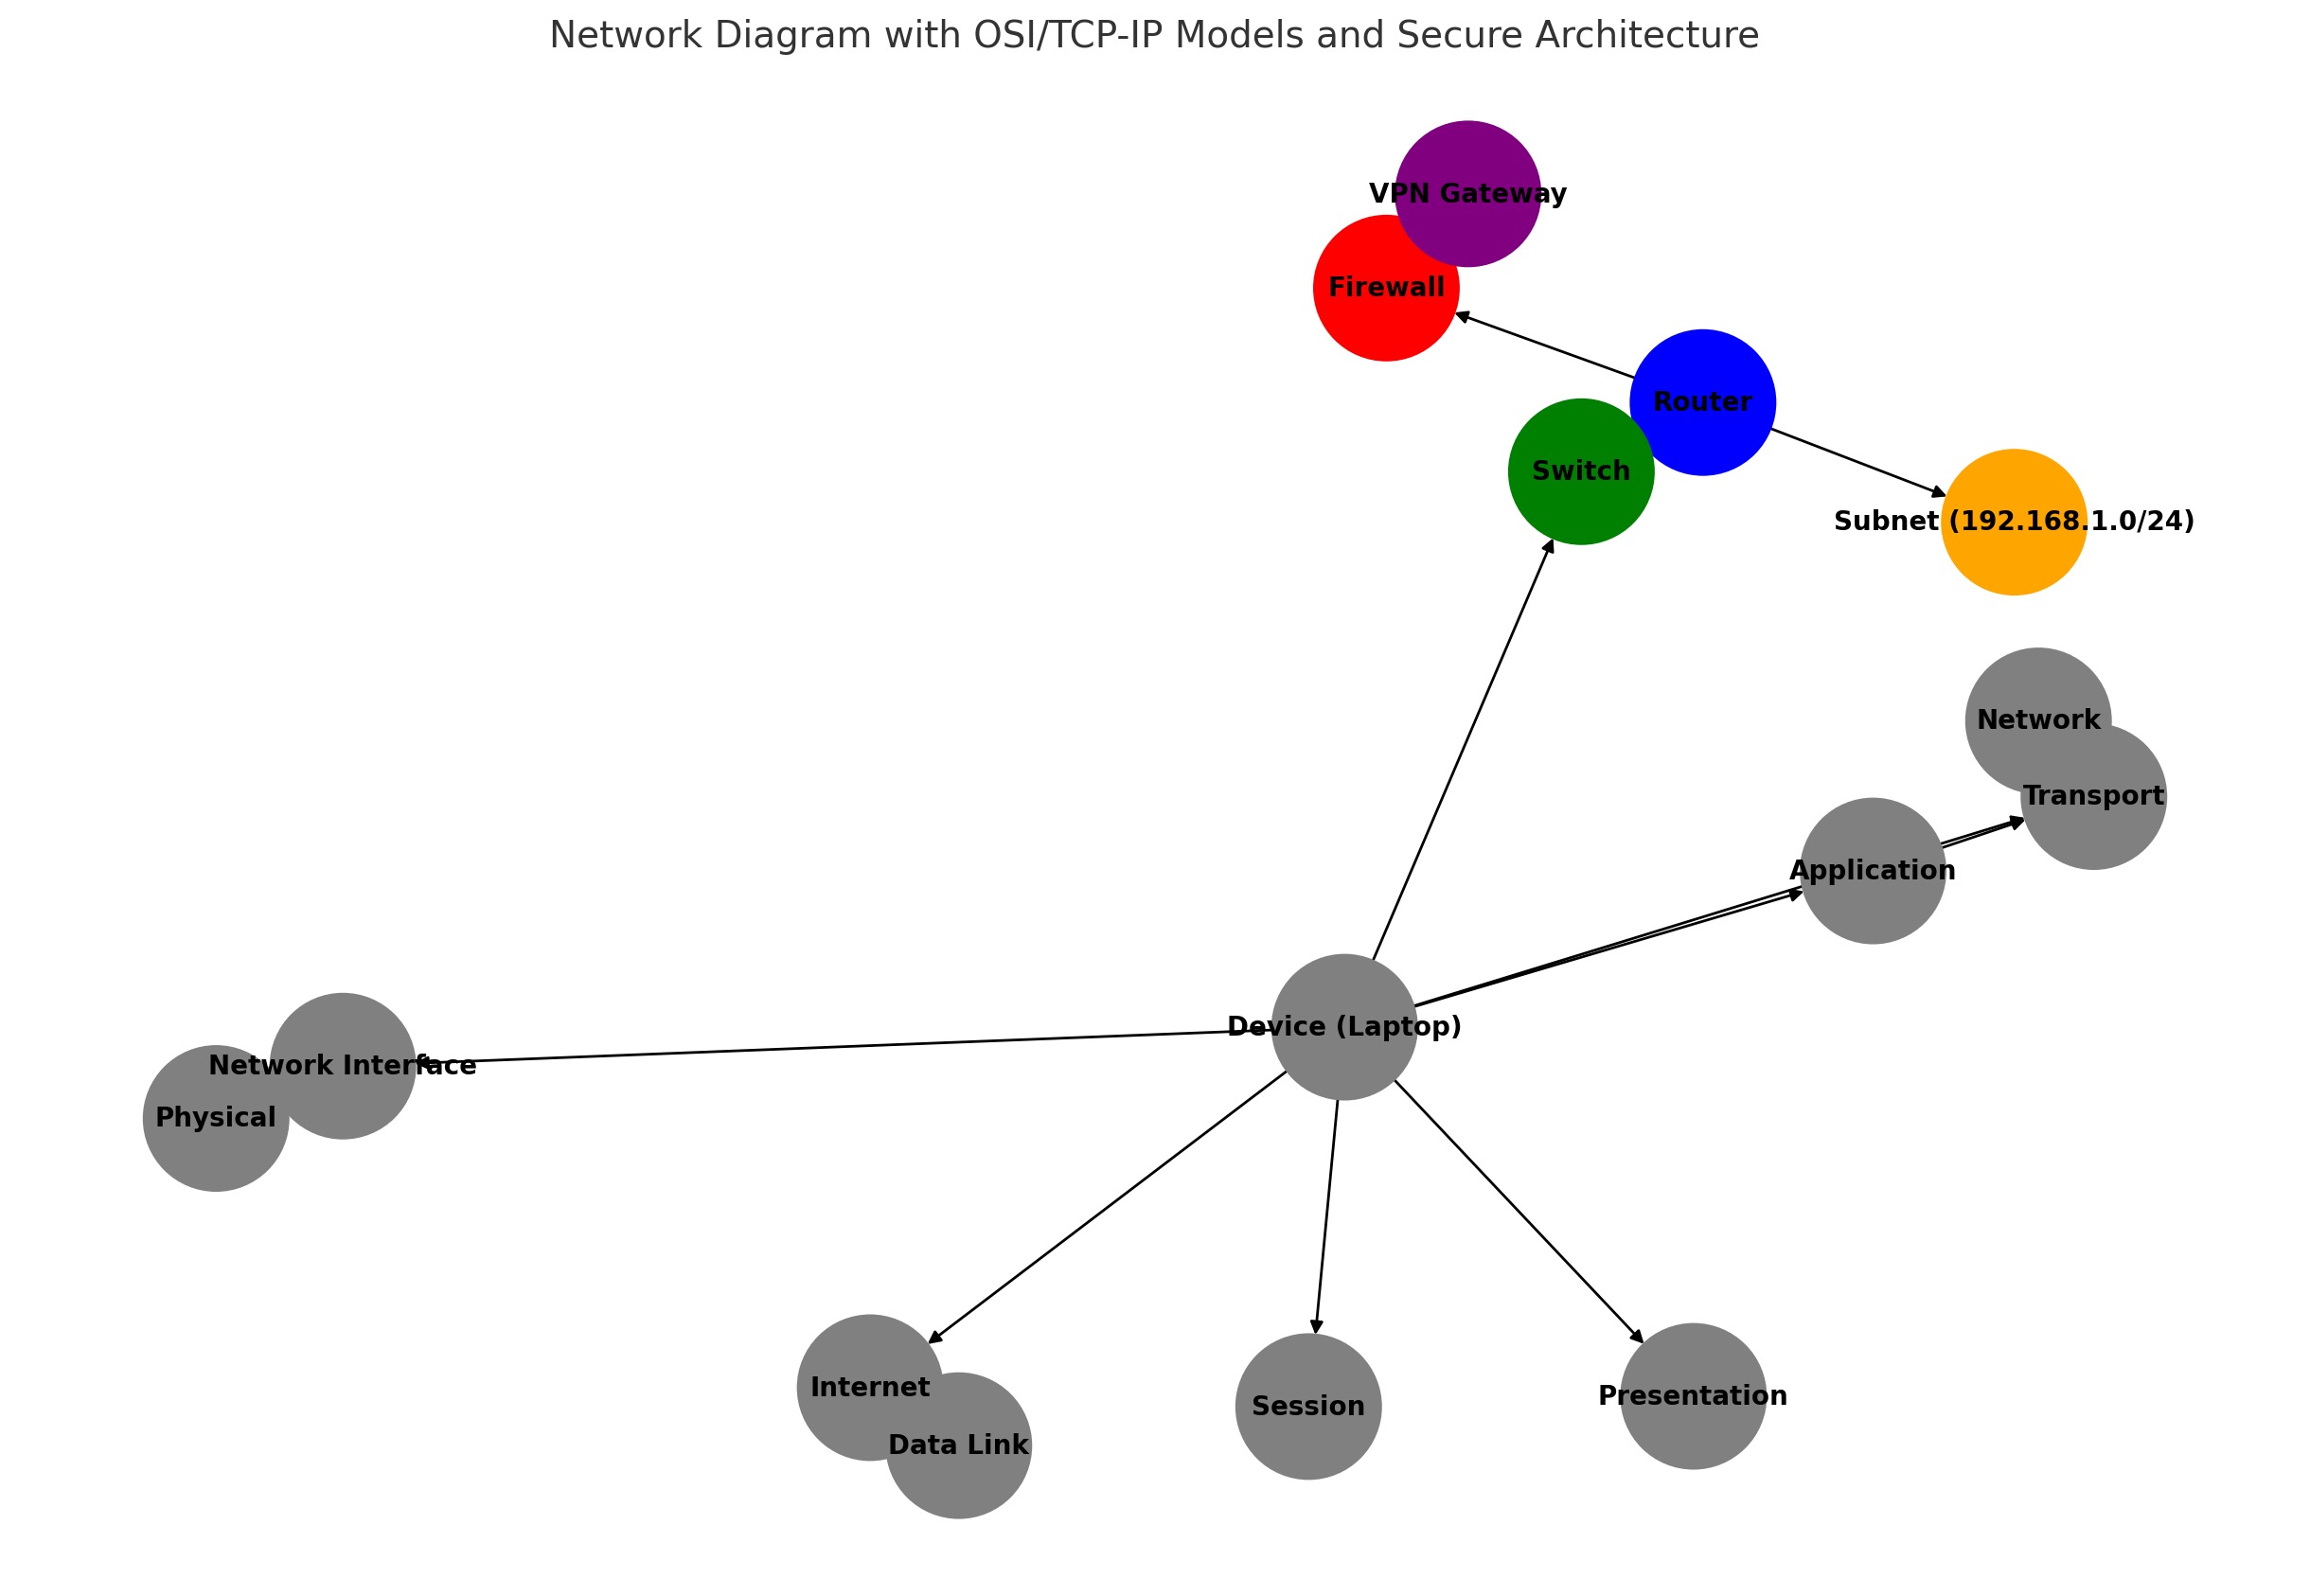 Network Diagram with OSI/TCP-IP Models and Secure Architecture
VPN Gateway
Firewall
Router
Switch
Subnet (192.168.1.0/24)
Network
Transport
Application
Device (Laptop)
Network Interface
Physical
Internet
Session
Presentation
Data Link